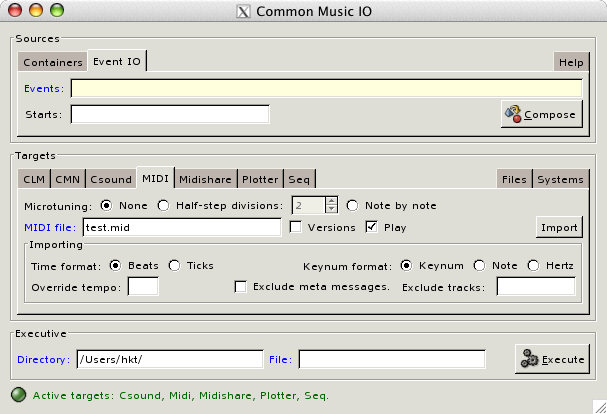 Common Music IO
Sources
Containers Event IO Help
Events:
Starts: Compose
Targets
CLM CMN Csound MIDI Midishare Plotter Seq Files Systems
Microtuning: None Half-step divisions: 2 Note by note
MIDI file: test.mid Versions Play Import
Importing
Time format: Beats Ticks Keynum format: Keynum Note Hertz
Override tempo: Exclude meta messages. Exclude tracks:
Executive
Directory: /Users/hkt/ File: Execute
Active targets: Csound, Midi, Midishare, Plotter, Seq.